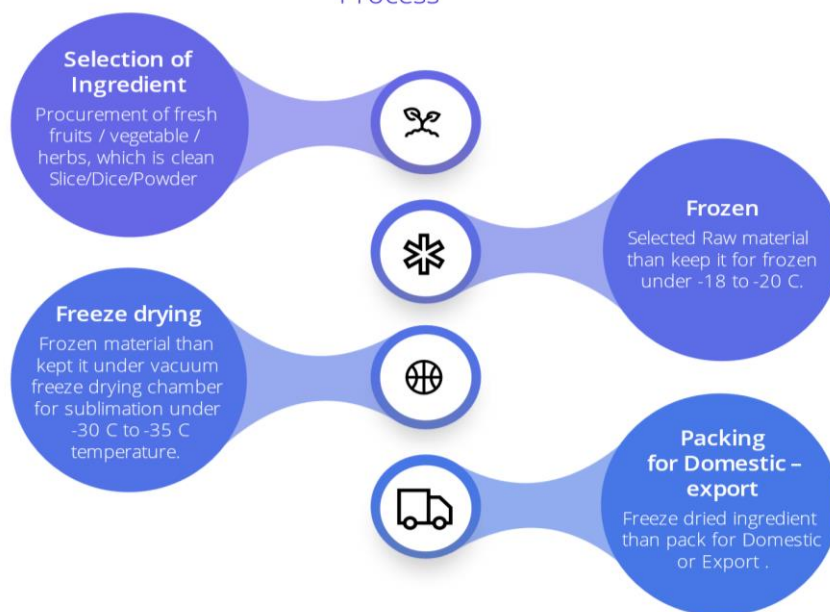 Process
Selection of
Ingredient
Procurement of fresh
fruits / vegetable /
herbs, which is clean
Slice/Dice/Powder
Frozen
Selected Raw material
than keep it for frozen
under -18 to -20 C.
Freeze drying
Frozen material than
kept it under vacuum
freeze drying chamber
for sublimation under
-30 C to -35 C
temperature.
Packing
for Domestic –
export
Freeze dried ingredient
than pack for Domestic
or Export .